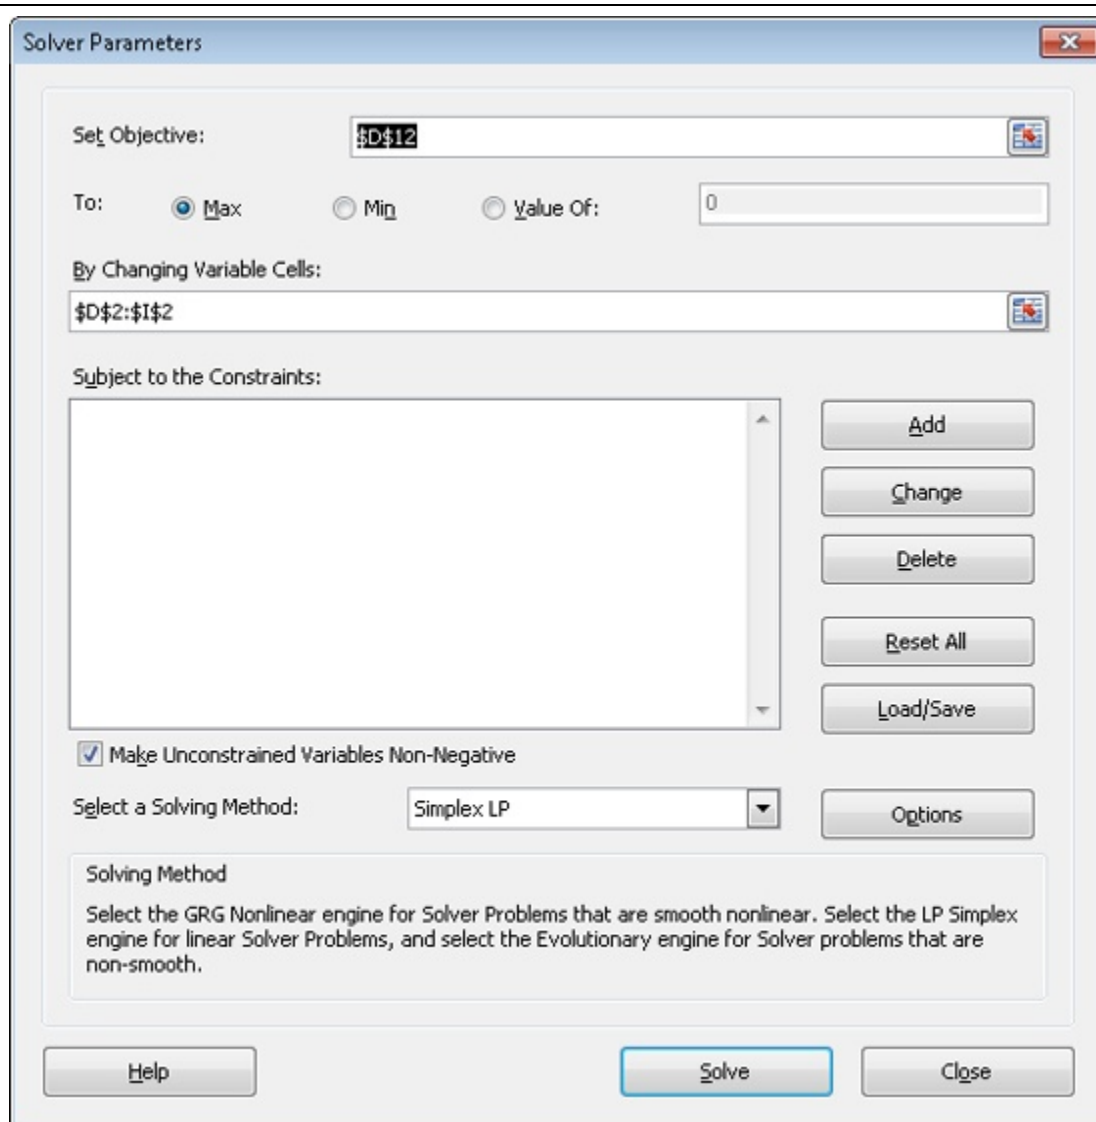 Solver Parameters
Set Objective: $D$12
To: Max Min Value Of: 0
By Changing Variable Cells:
$D$2:$I$2
Subject to the Constraints:
Add
Change
Delete
Reset All
Load/Save
Make Unconstrained Variables Non-Negative
Select a Solving Method: Simplex LP Options
Solving Method
Select the GRG Nonlinear engine for Solver Problems that are smooth nonlinear. Select the LP Simplex
engine for linear Solver Problems, and select the Evolutionary engine for Solver problems that are
non-smooth.
Help Solve Close